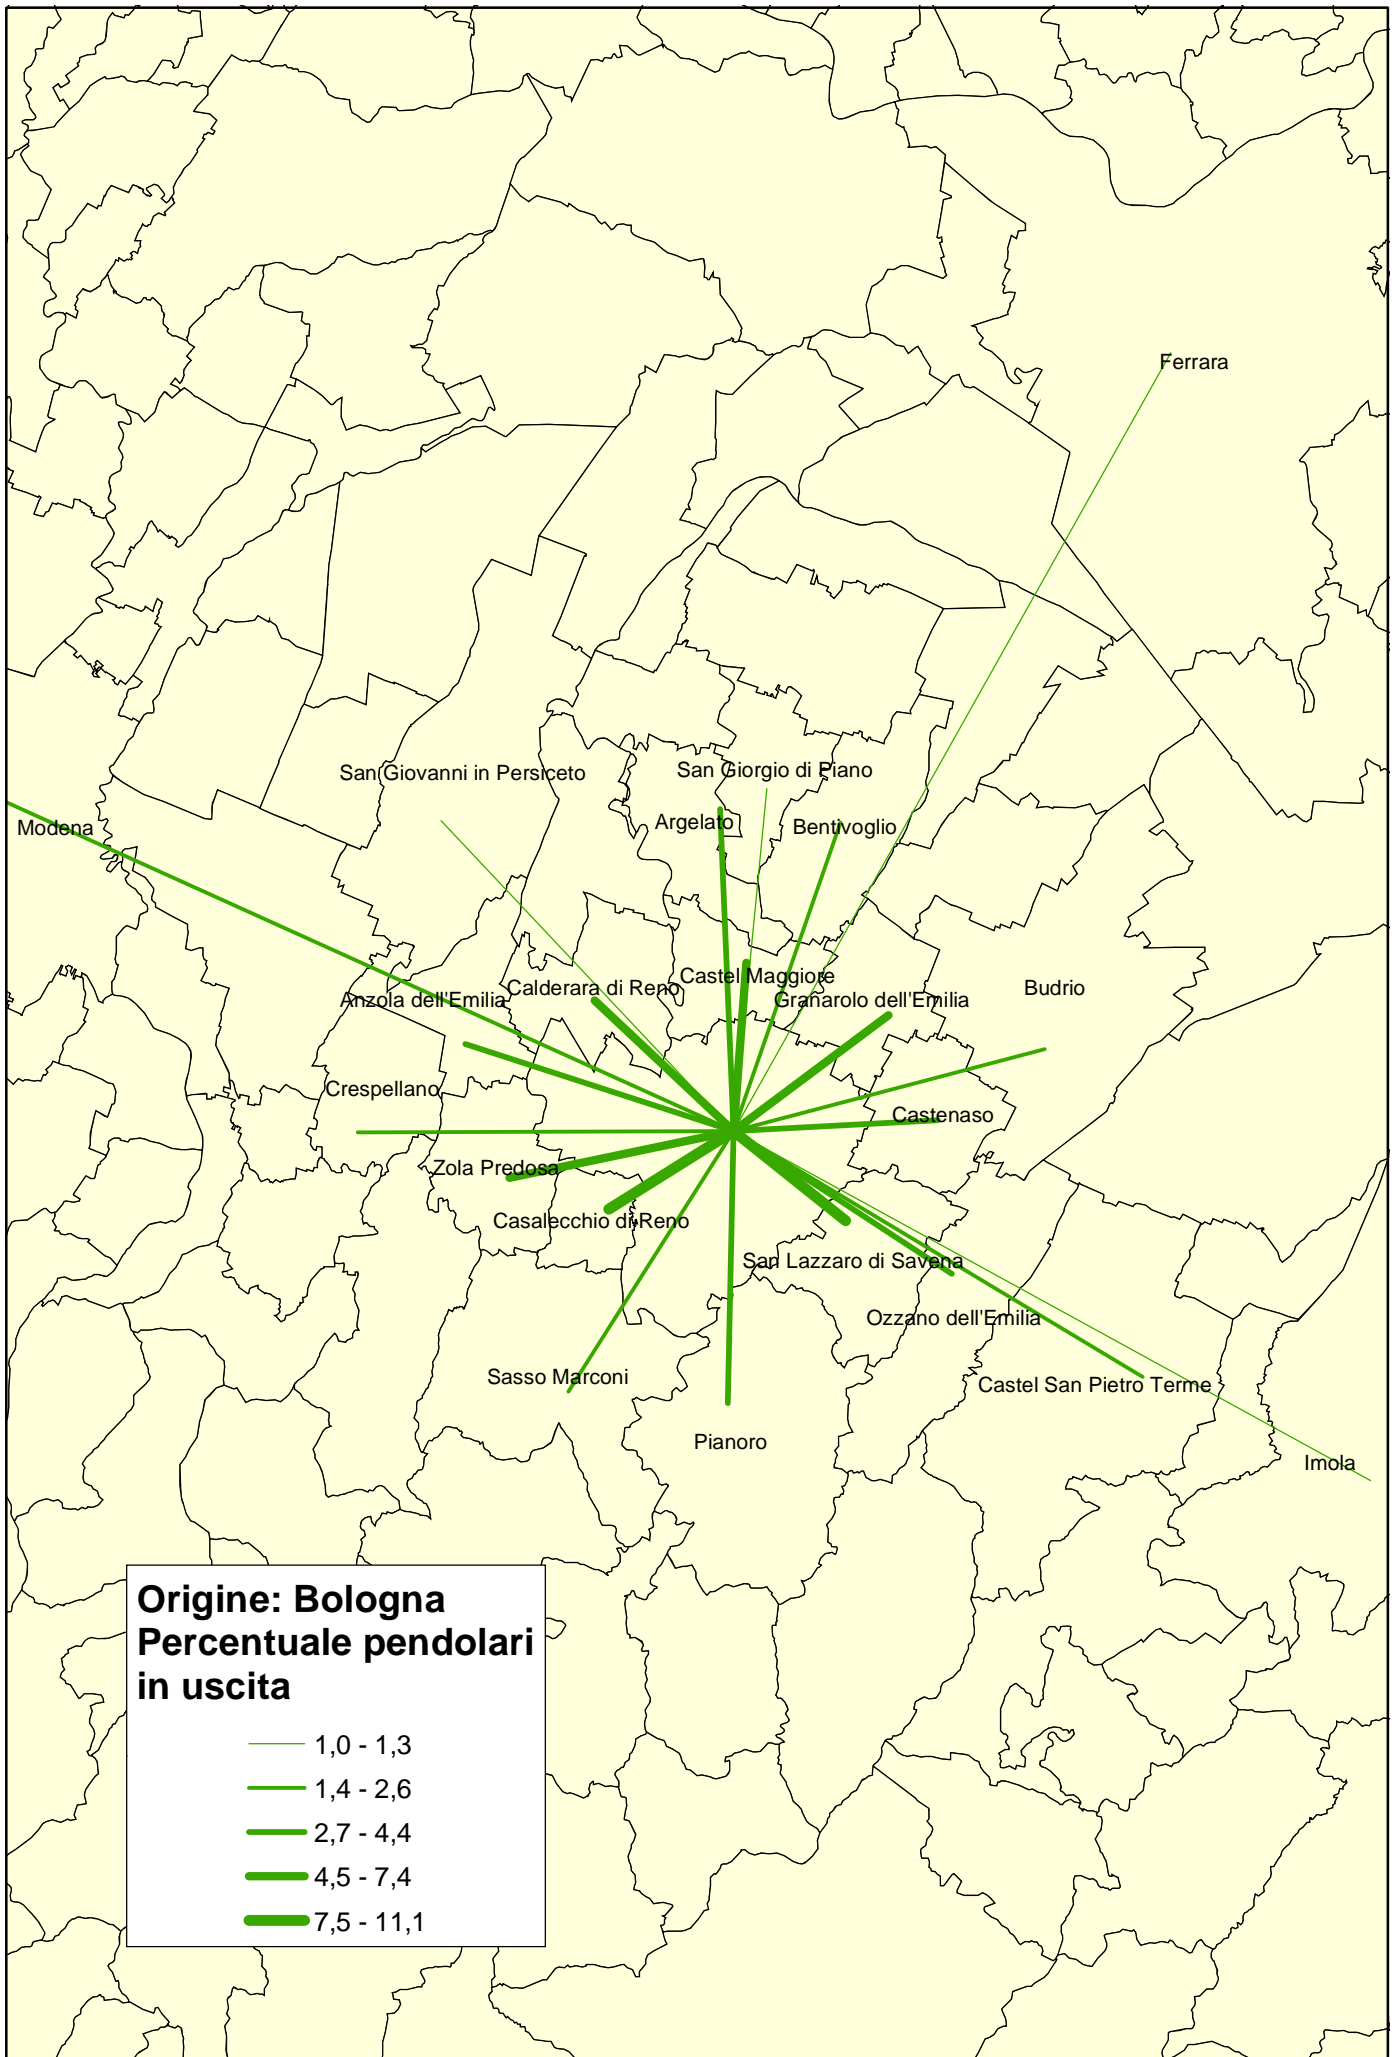 Ferrara
San Giovanni in Persiceto
San Giorgio di Piano
Modena
Argelato
Bentivoglio
Castel Maggiore
Calderara di Reno
Budrio
Anzola dell'Emilia
Granarolo dell'Emilia
Crespellano
Castenaso
Zola Predosa
Casalecchio di Reno
San Lazzaro di Savena
Ozzano dell'Emilia
Sasso Marconi
Castel San Pietro Terme
Pianoro
Imola
Origine: Bologna
Percentuale pendolari
in uscita
1,0 - 1,3
1,4 - 2,6
2,7 - 4,4
4,5 - 7,4
7,5 - 11,1